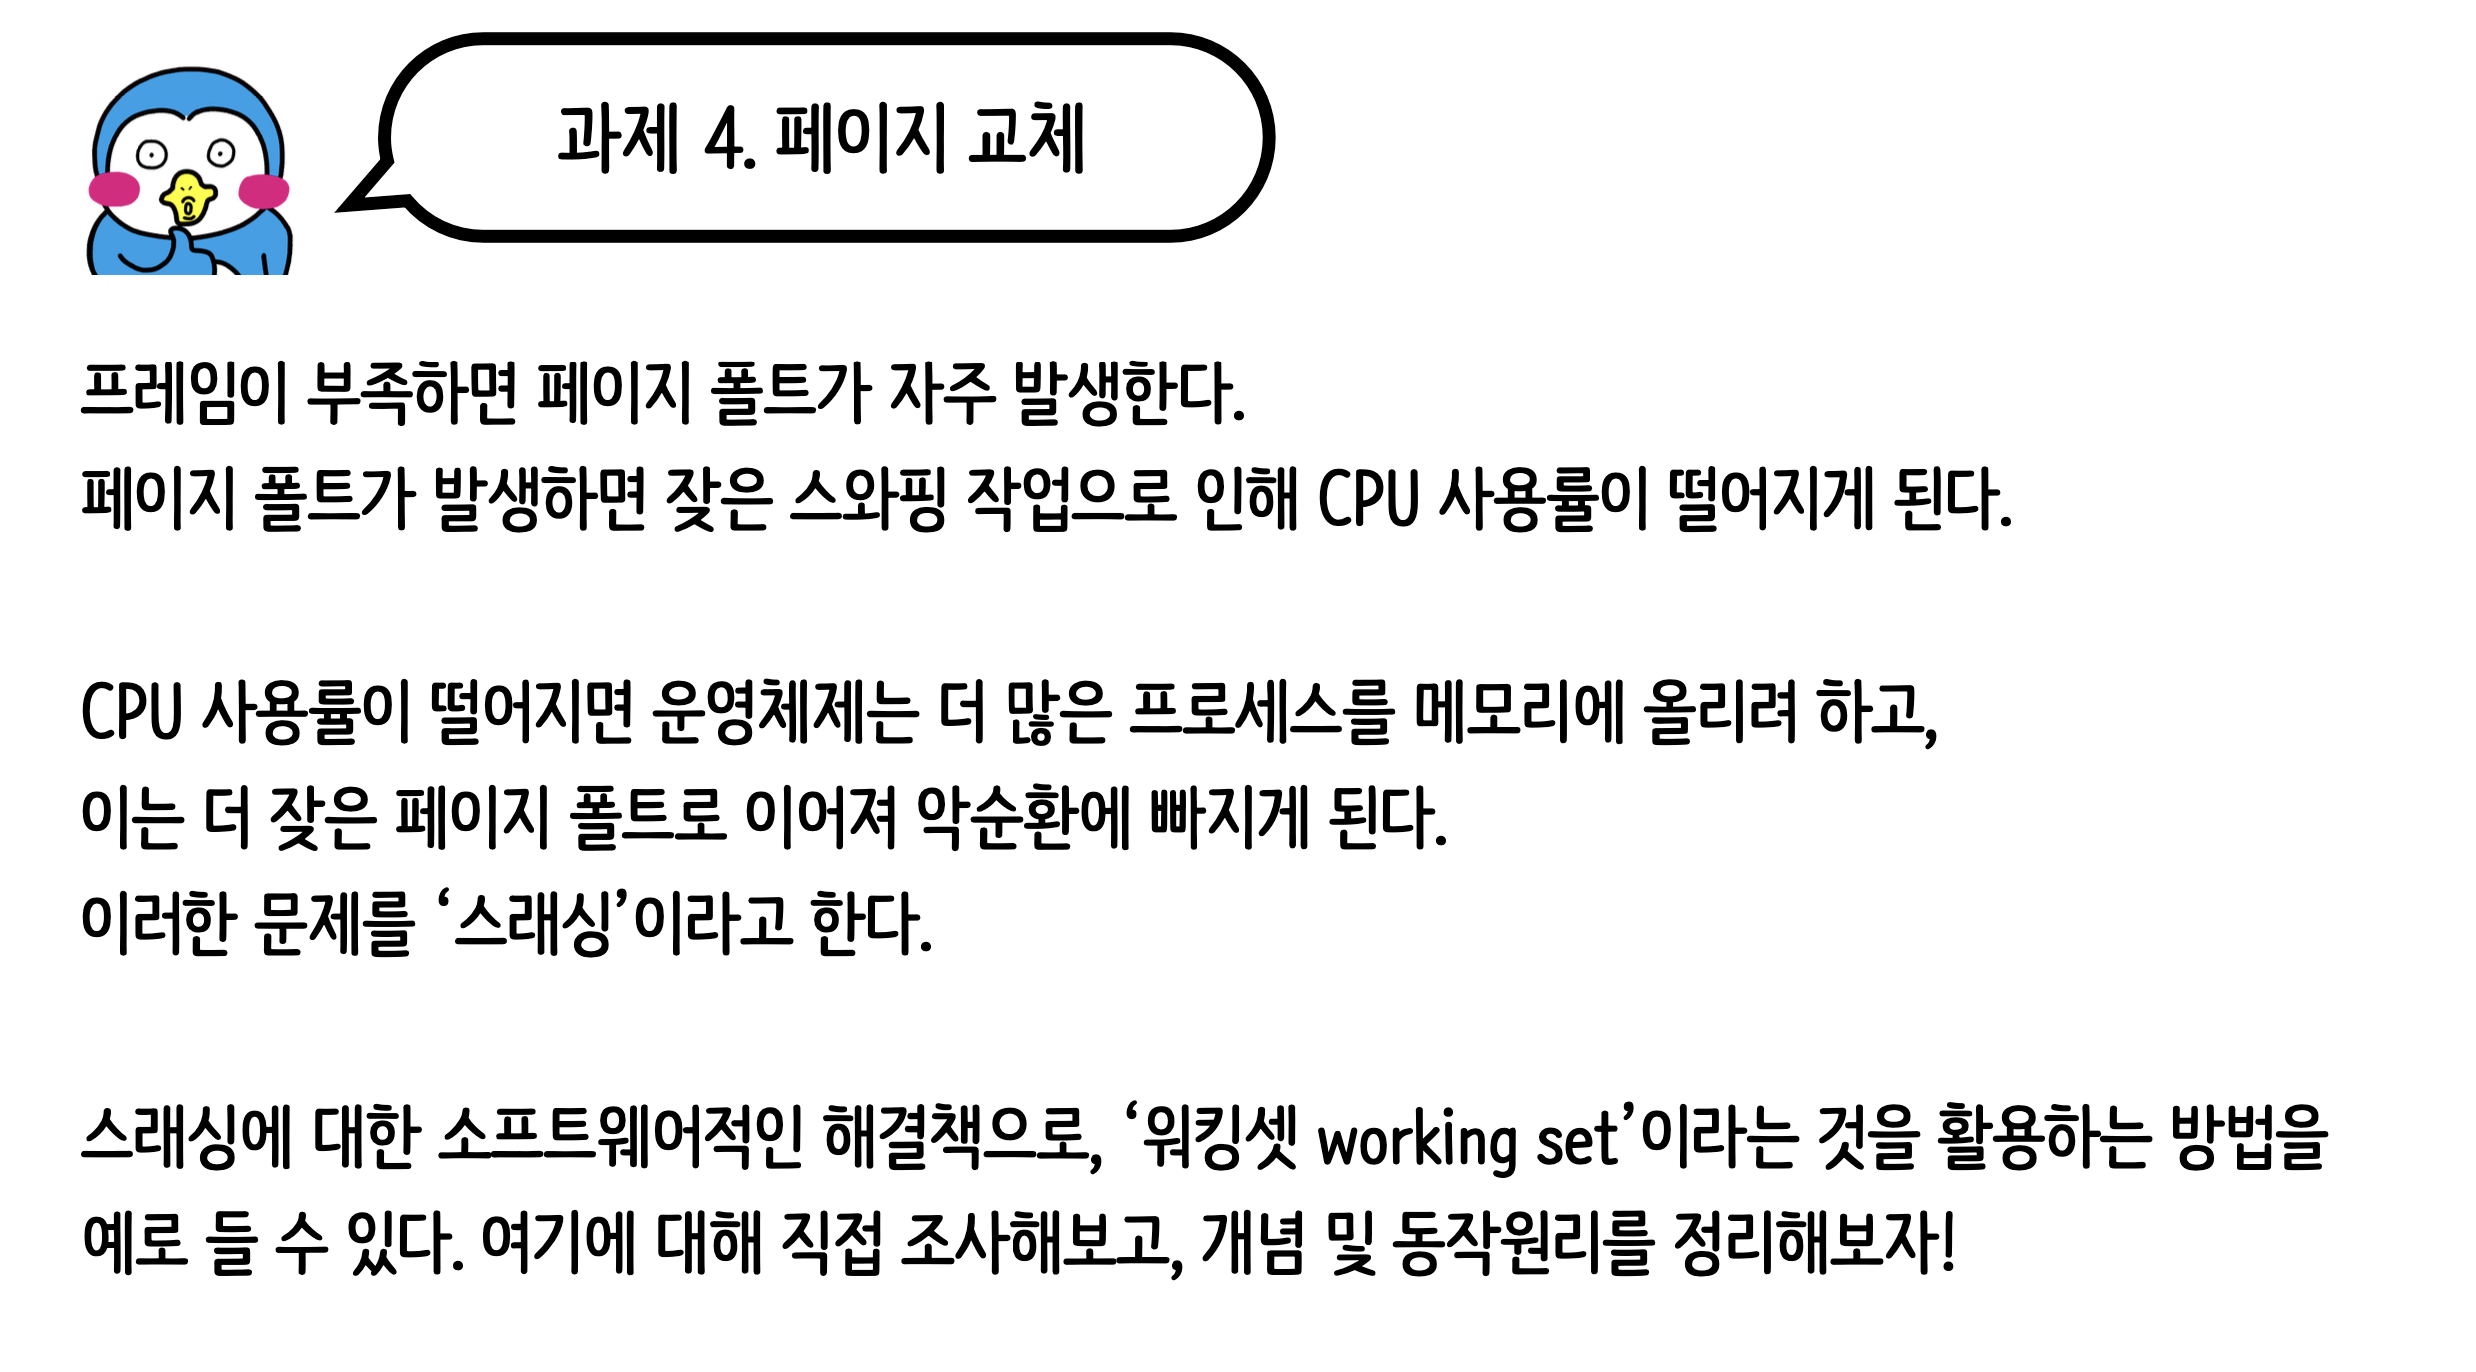 과제 4. 페이지 교체
프레임이 부족하면 페이지 폴트가 자주 발생한다.
페이지 폴트가 발생하면 잦은 스와핑 작업으로 인해 CPU 사용률이 떨어지게 된다.
CPU 사용률이 떨어지면 운영체제는 더 많은 프로세스를 메모리에 올리려 하고,
이는 더 잦은 페이지 폴트로 이어져 악순환에 빠지게 된다.
이러한 문제를 ‘스래싱’이라고 한다.
스래싱에 대한 소프트웨어적인 해결책으로, ‘워킹셋 working set’이라는 것을 활용하는 방법을
예로 들 수 있다. 여기에 대해 직접 조사해보고, 개념 및 동작원리를 정리해보자!